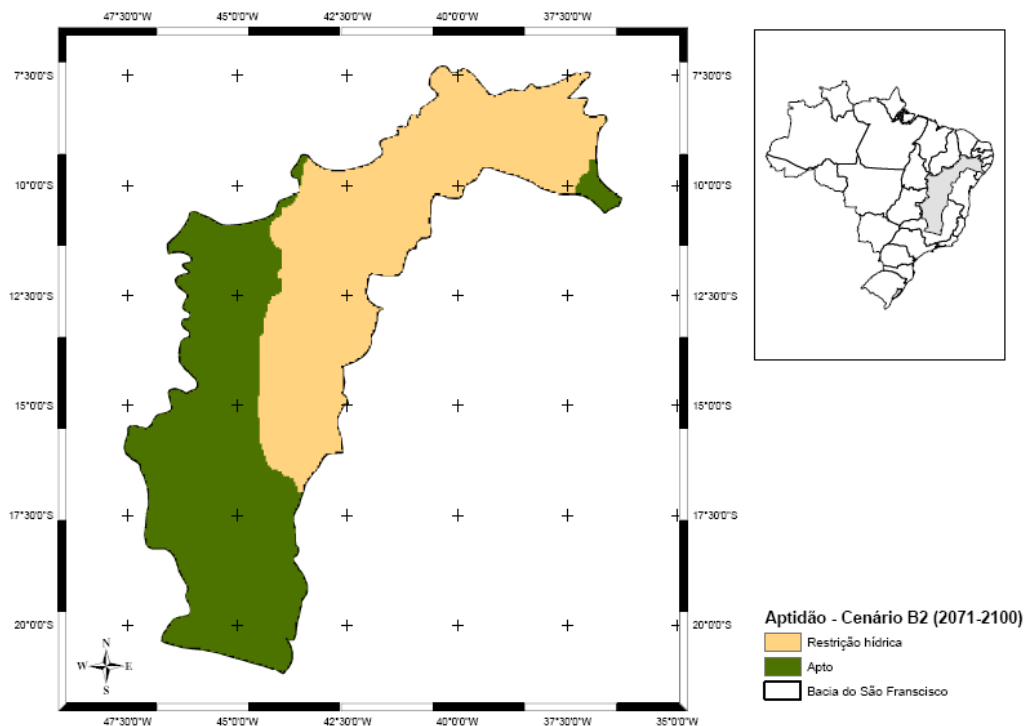 47°30'0"W 45°0'0"W 42°30'0"W 40°0'0"W 37°30'0"W
7°30'0"S 7°30'0"S
10°0'0"S 10°0'0"S
12°30'0"S 12°30'0"S
15°0'0"S 15°0'0"S
17°30'0"S 17°30'0"S
20°0'0"S 20°0'0"S
N
W E
S
47°30'0"W 45°0'0"W 42°30'0"W 40°0'0"W 37°30'0"W 35°0'0"W
Aptidão - Cenário B2 (2071-2100)
Restrição hídrica
Apto
Bacia do São Franscisco